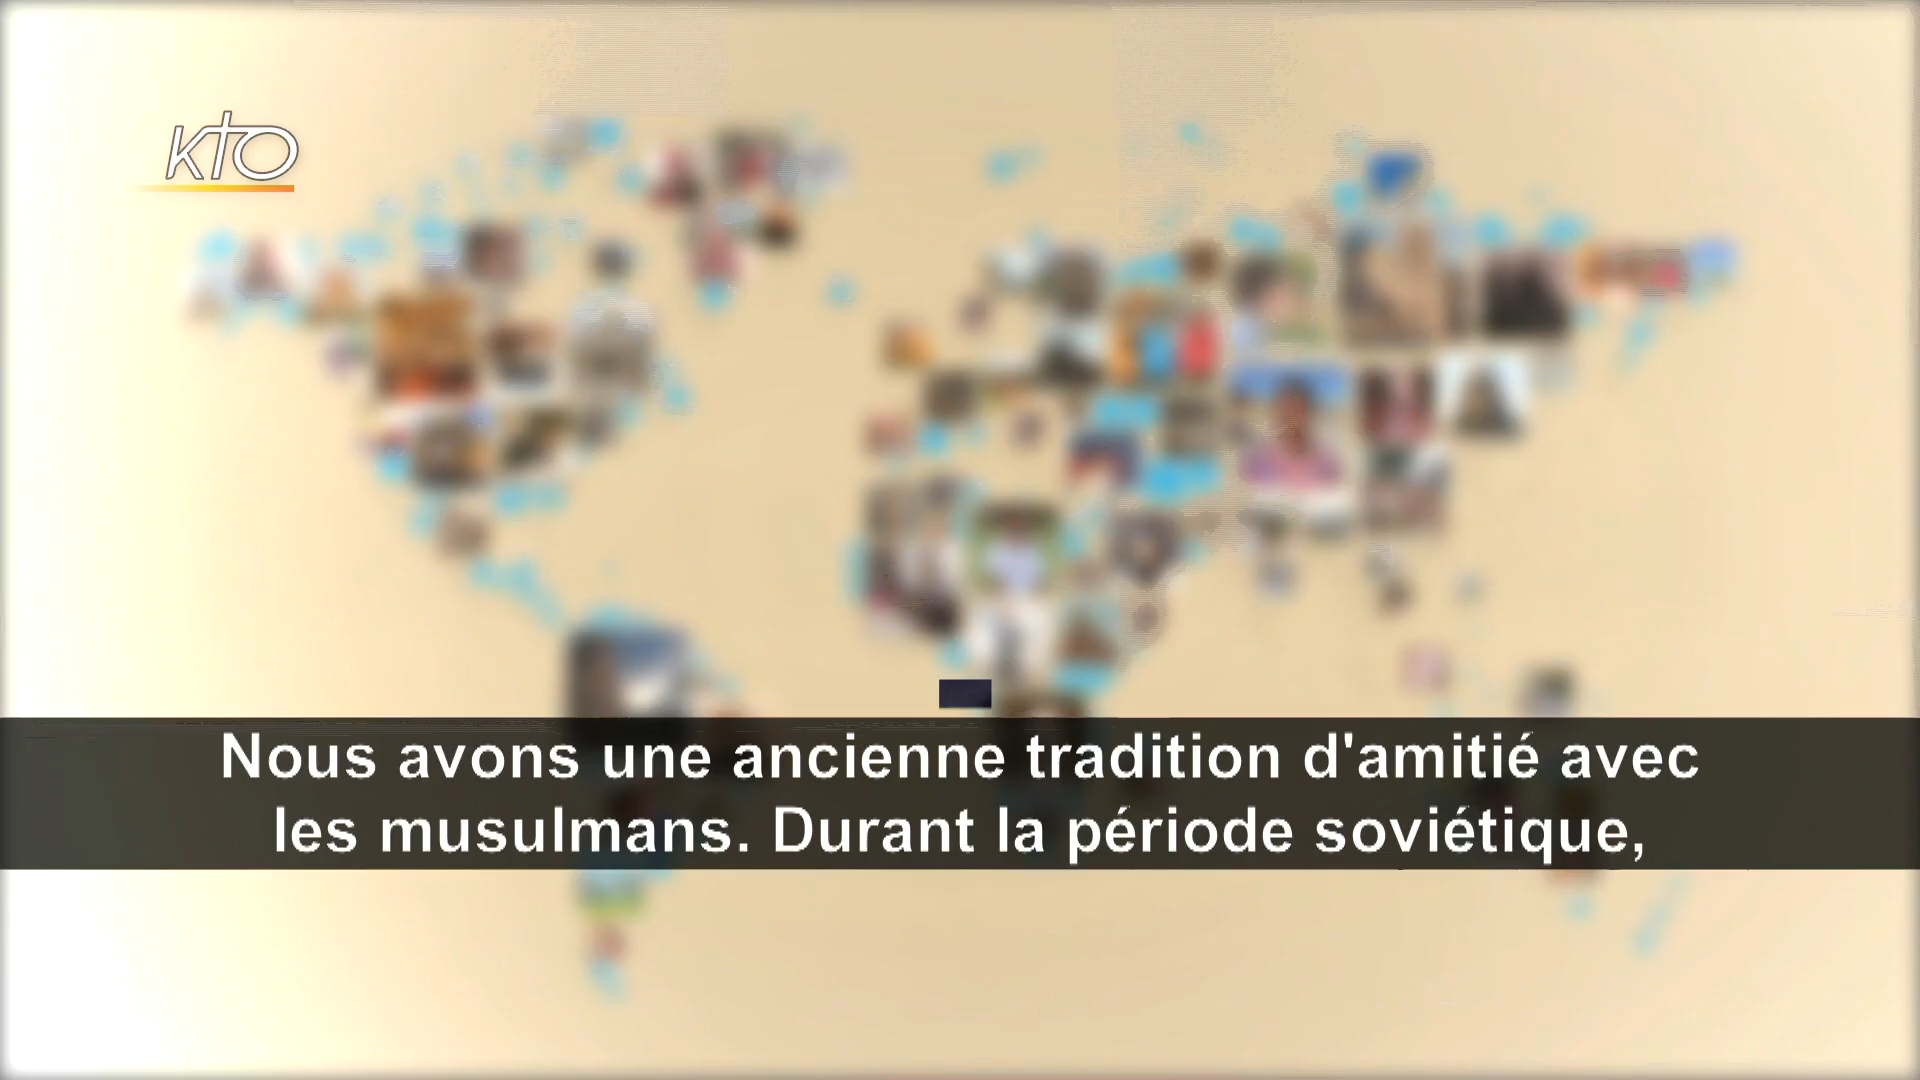 KTO
Nous avons une ancienne tradition d'amitié avec
les musulmans. Durant la période soviétique,